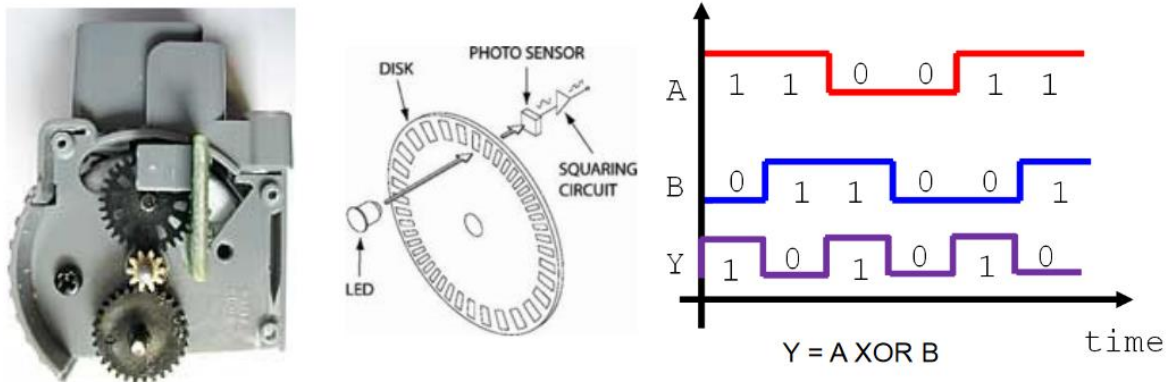 PHOTO SENSOR
DISK
SQUARING
CIRCUIT
LED
A
1 1 0 0 1 1
B
0 1 1 0 0 1
Y
1 0 1 0 1 0
time
Y = A XOR B